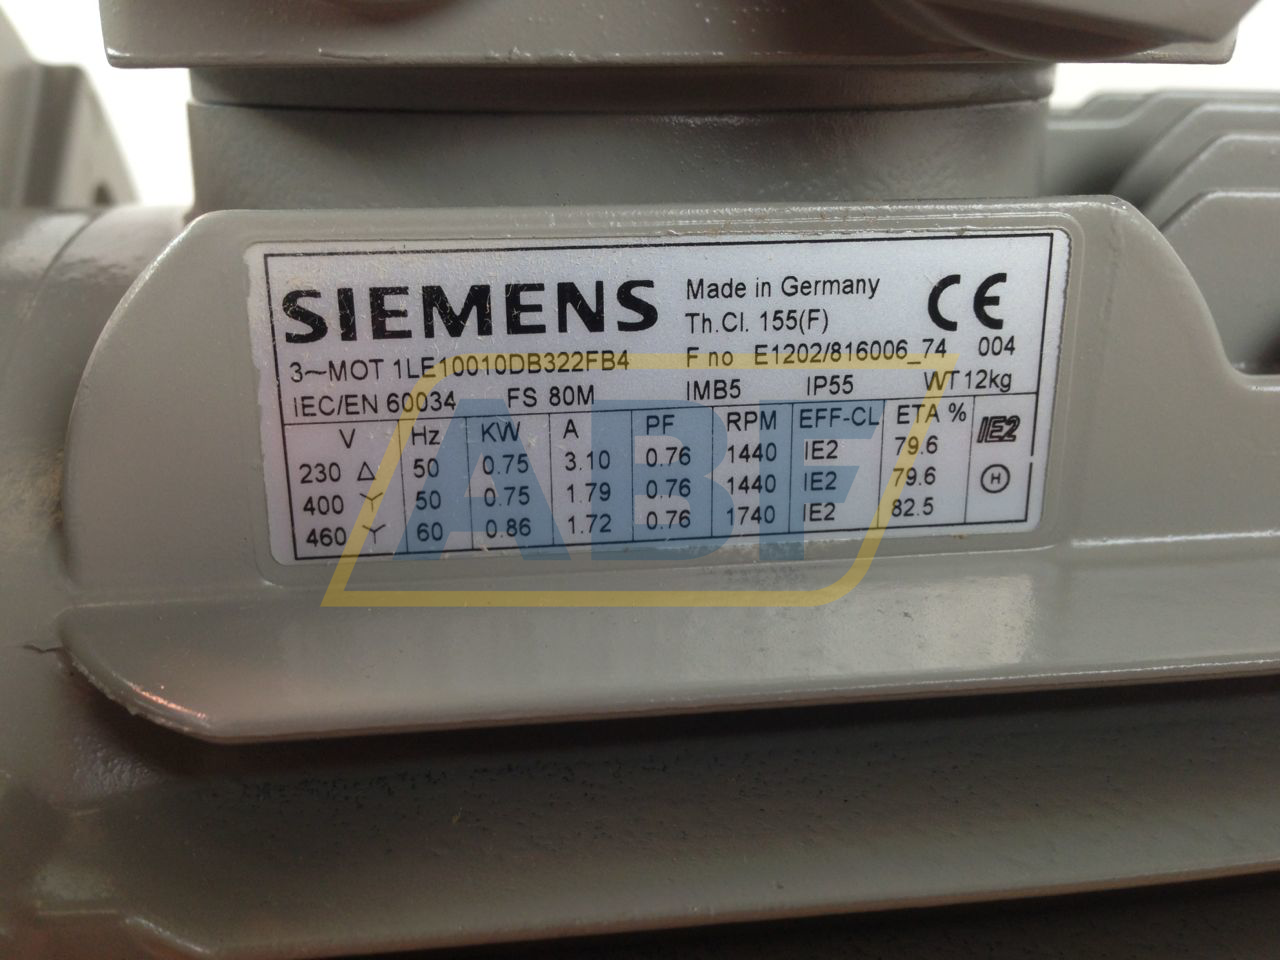 SIEMENS Made in Germany CE
Th.Cl. 155(F)
3~MOT 1LE10010DB322FB4 F no E1202/816006_74 004
IEC/EN 60034 FS 80M IMB5 IP55 WT 12kg
V Hz KW A PF RPM EFF-CL ETA % IE2
230 Δ 50 0.75 3.10 0.76 1440 IE2 79.6
400 Y 50 0.75 1.79 0.76 1440 IE2 79.6 H
460 Y 60 0.86 1.72 0.76 1740 IE2 82.5
ABF